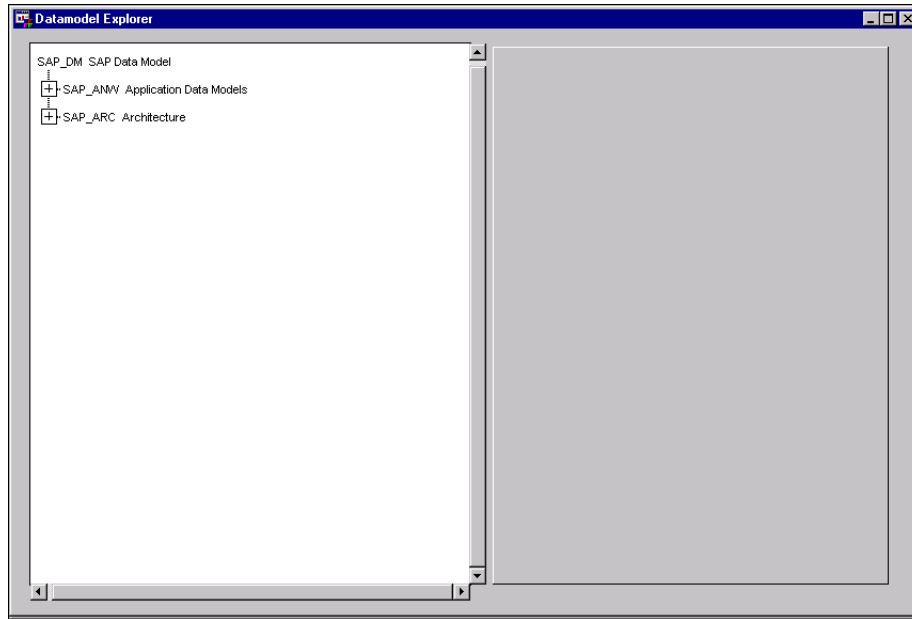 Datamodel Explorer
SAP_DM SAP Data Model
SAP_ANW Application Data Models
SAP_ARC Architecture